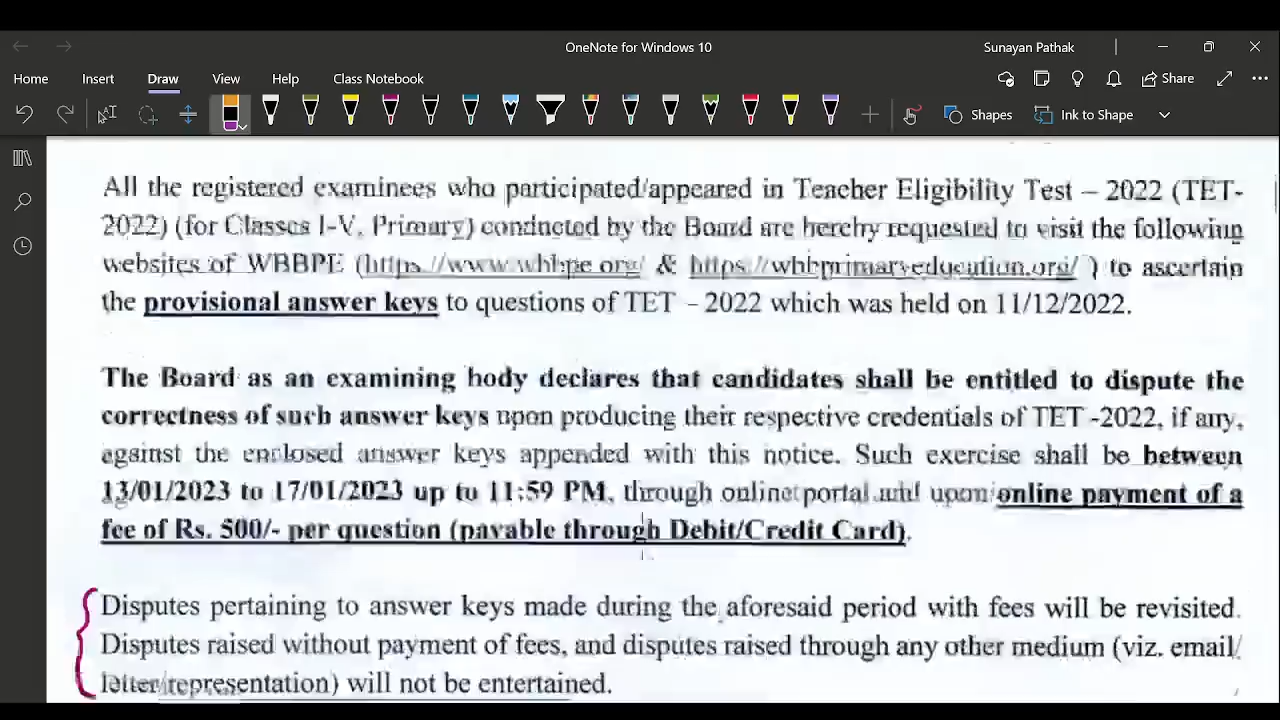 OneNote for Windows 10
Sunayan Pathak
Home Insert Draw View Help Class Notebook
Share
Shapes Ink to Shape
All the registered examinees who participated/appeared in Teacher Eligibility Test – 2022 (TET-
2022) (for Classes I-V, Primary) conducted by the Board are hereby requested to visit the following
websites of WBBPE (https://www.wbbpe.org/ & https://wbbprimaryeducation.org/ ) to ascertain
the provisional answer keys to questions of TET – 2022 which was held on 11/12/2022.
The Board as an examining body declares that candidates shall be entitled to dispute the
correctness of such answer keys upon producing their respective credentials of TET -2022, if any,
against the enclosed answer keys appended with this notice. Such exercise shall be between
13/01/2023 to 17/01/2023 up to 11:59 PM, through online portal and upon online payment of a
fee of Rs. 500/- per question (payable through Debit/Credit Card).
Disputes pertaining to answer keys made during the aforesaid period with fees will be revisited.
Disputes raised without payment of fees, and disputes raised through any other medium (viz. email/
letter/representation) will not be entertained.